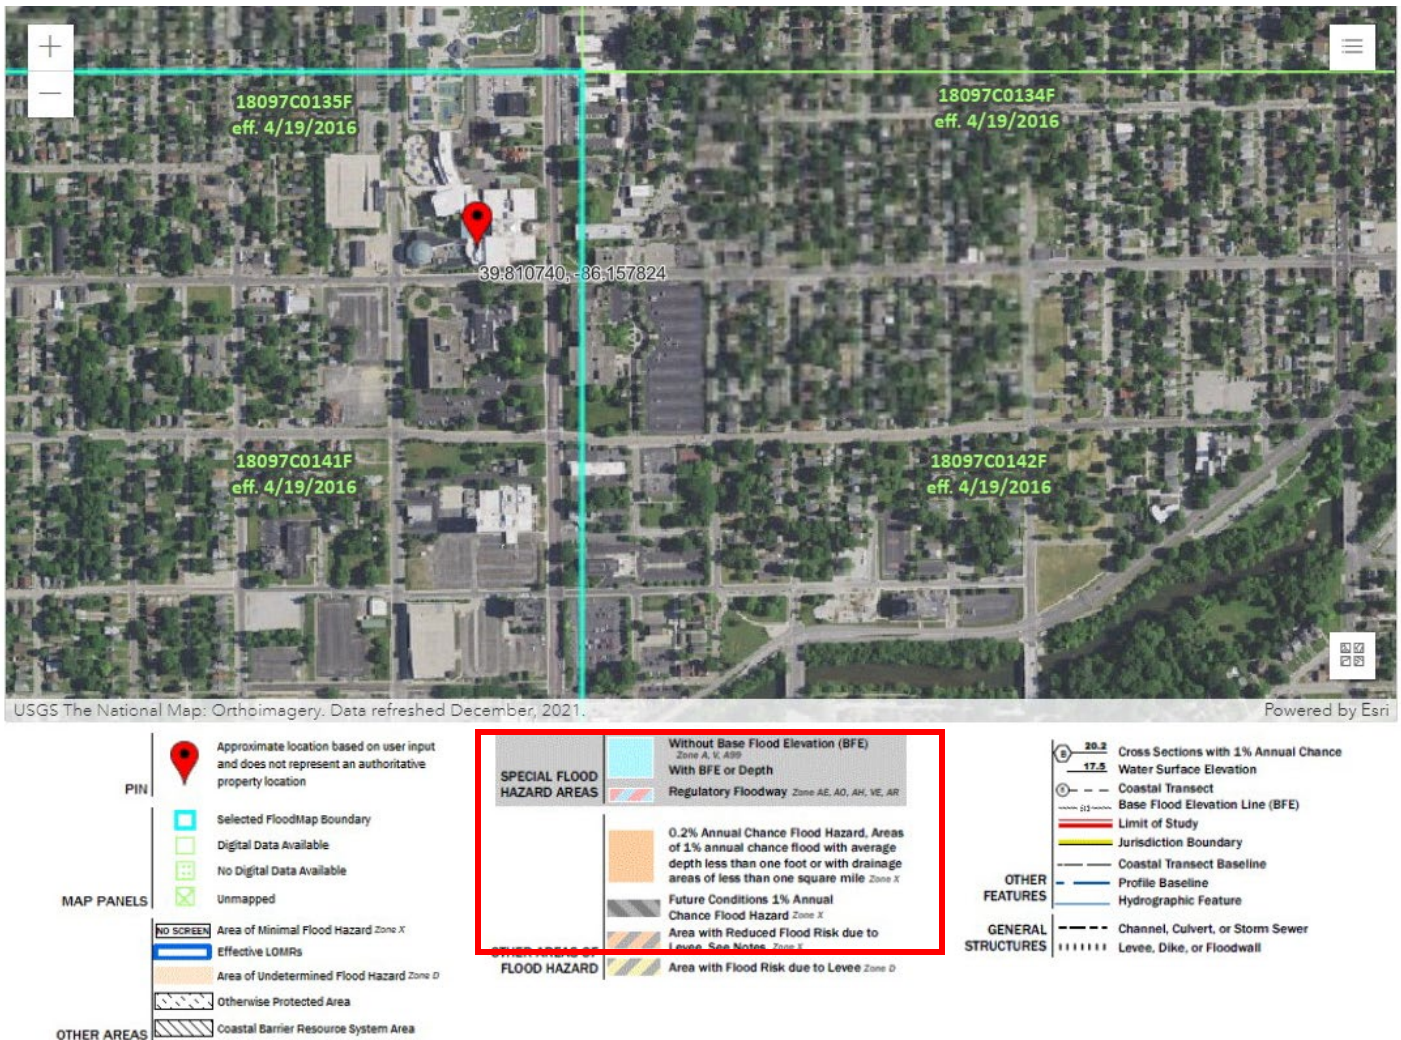 18097C0135F
eff. 4/19/2016
18097C0134F
eff. 4/19/2016
39.810740, -86.157824
18097C0141F
eff. 4/19/2016
18097C0142F
eff. 4/19/2016
USGS The National Map: Orthoimagery. Data refreshed December, 2021.
Powered by Esri
PIN
Approximate location based on user input
and does not represent an authoritative
property location
MAP PANELS
Selected FloodMap Boundary
Digital Data Available
No Digital Data Available
Unmapped
OTHER AREAS
NO SCREEN Area of Minimal Flood Hazard Zone X
Effective LOMRs
Area of Undetermined Flood Hazard Zone D
Otherwise Protected Area
Coastal Barrier Resource System Area
SPECIAL FLOOD
HAZARD AREAS
Without Base Flood Elevation (BFE)
Zone A, V, A99
With BFE or Depth
Regulatory Floodway Zone AE, AO, AH, VE, AR
OTHER AREAS OF
FLOOD HAZARD
0.2% Annual Chance Flood Hazard, Areas
of 1% annual chance flood with average
depth less than one foot or with drainage
areas of less than one square mile Zone X
Future Conditions 1% Annual
Chance Flood Hazard Zone X
Area with Reduced Flood Risk due to
Levee. See Notes. Zone X
Area with Flood Risk due to Levee Zone D
OTHER
FEATURES
B 20.2 Cross Sections with 1% Annual Chance
17.5 Water Surface Elevation
Coastal Transect
Base Flood Elevation Line (BFE)
Limit of Study
Jurisdiction Boundary
Coastal Transect Baseline
Profile Baseline
Hydrographic Feature
GENERAL
STRUCTURES
Channel, Culvert, or Storm Sewer
Levee, Dike, or Floodwall